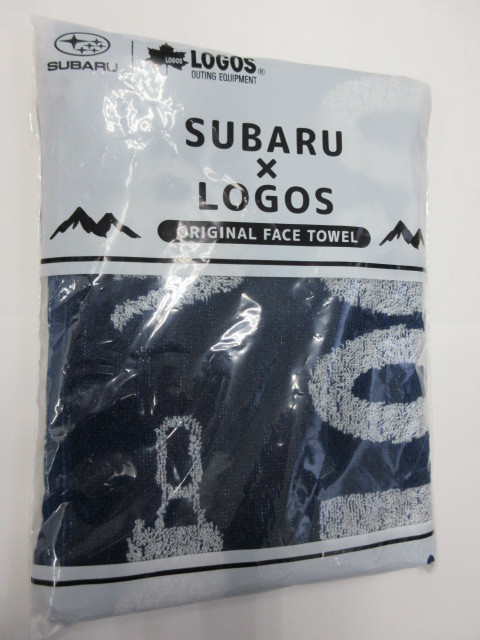 SUBARU
LOGOS
LOGOS®
OUTING EQUIPMENT
SUBARU
×
LOGOS
ORIGINAL FACE TOWEL